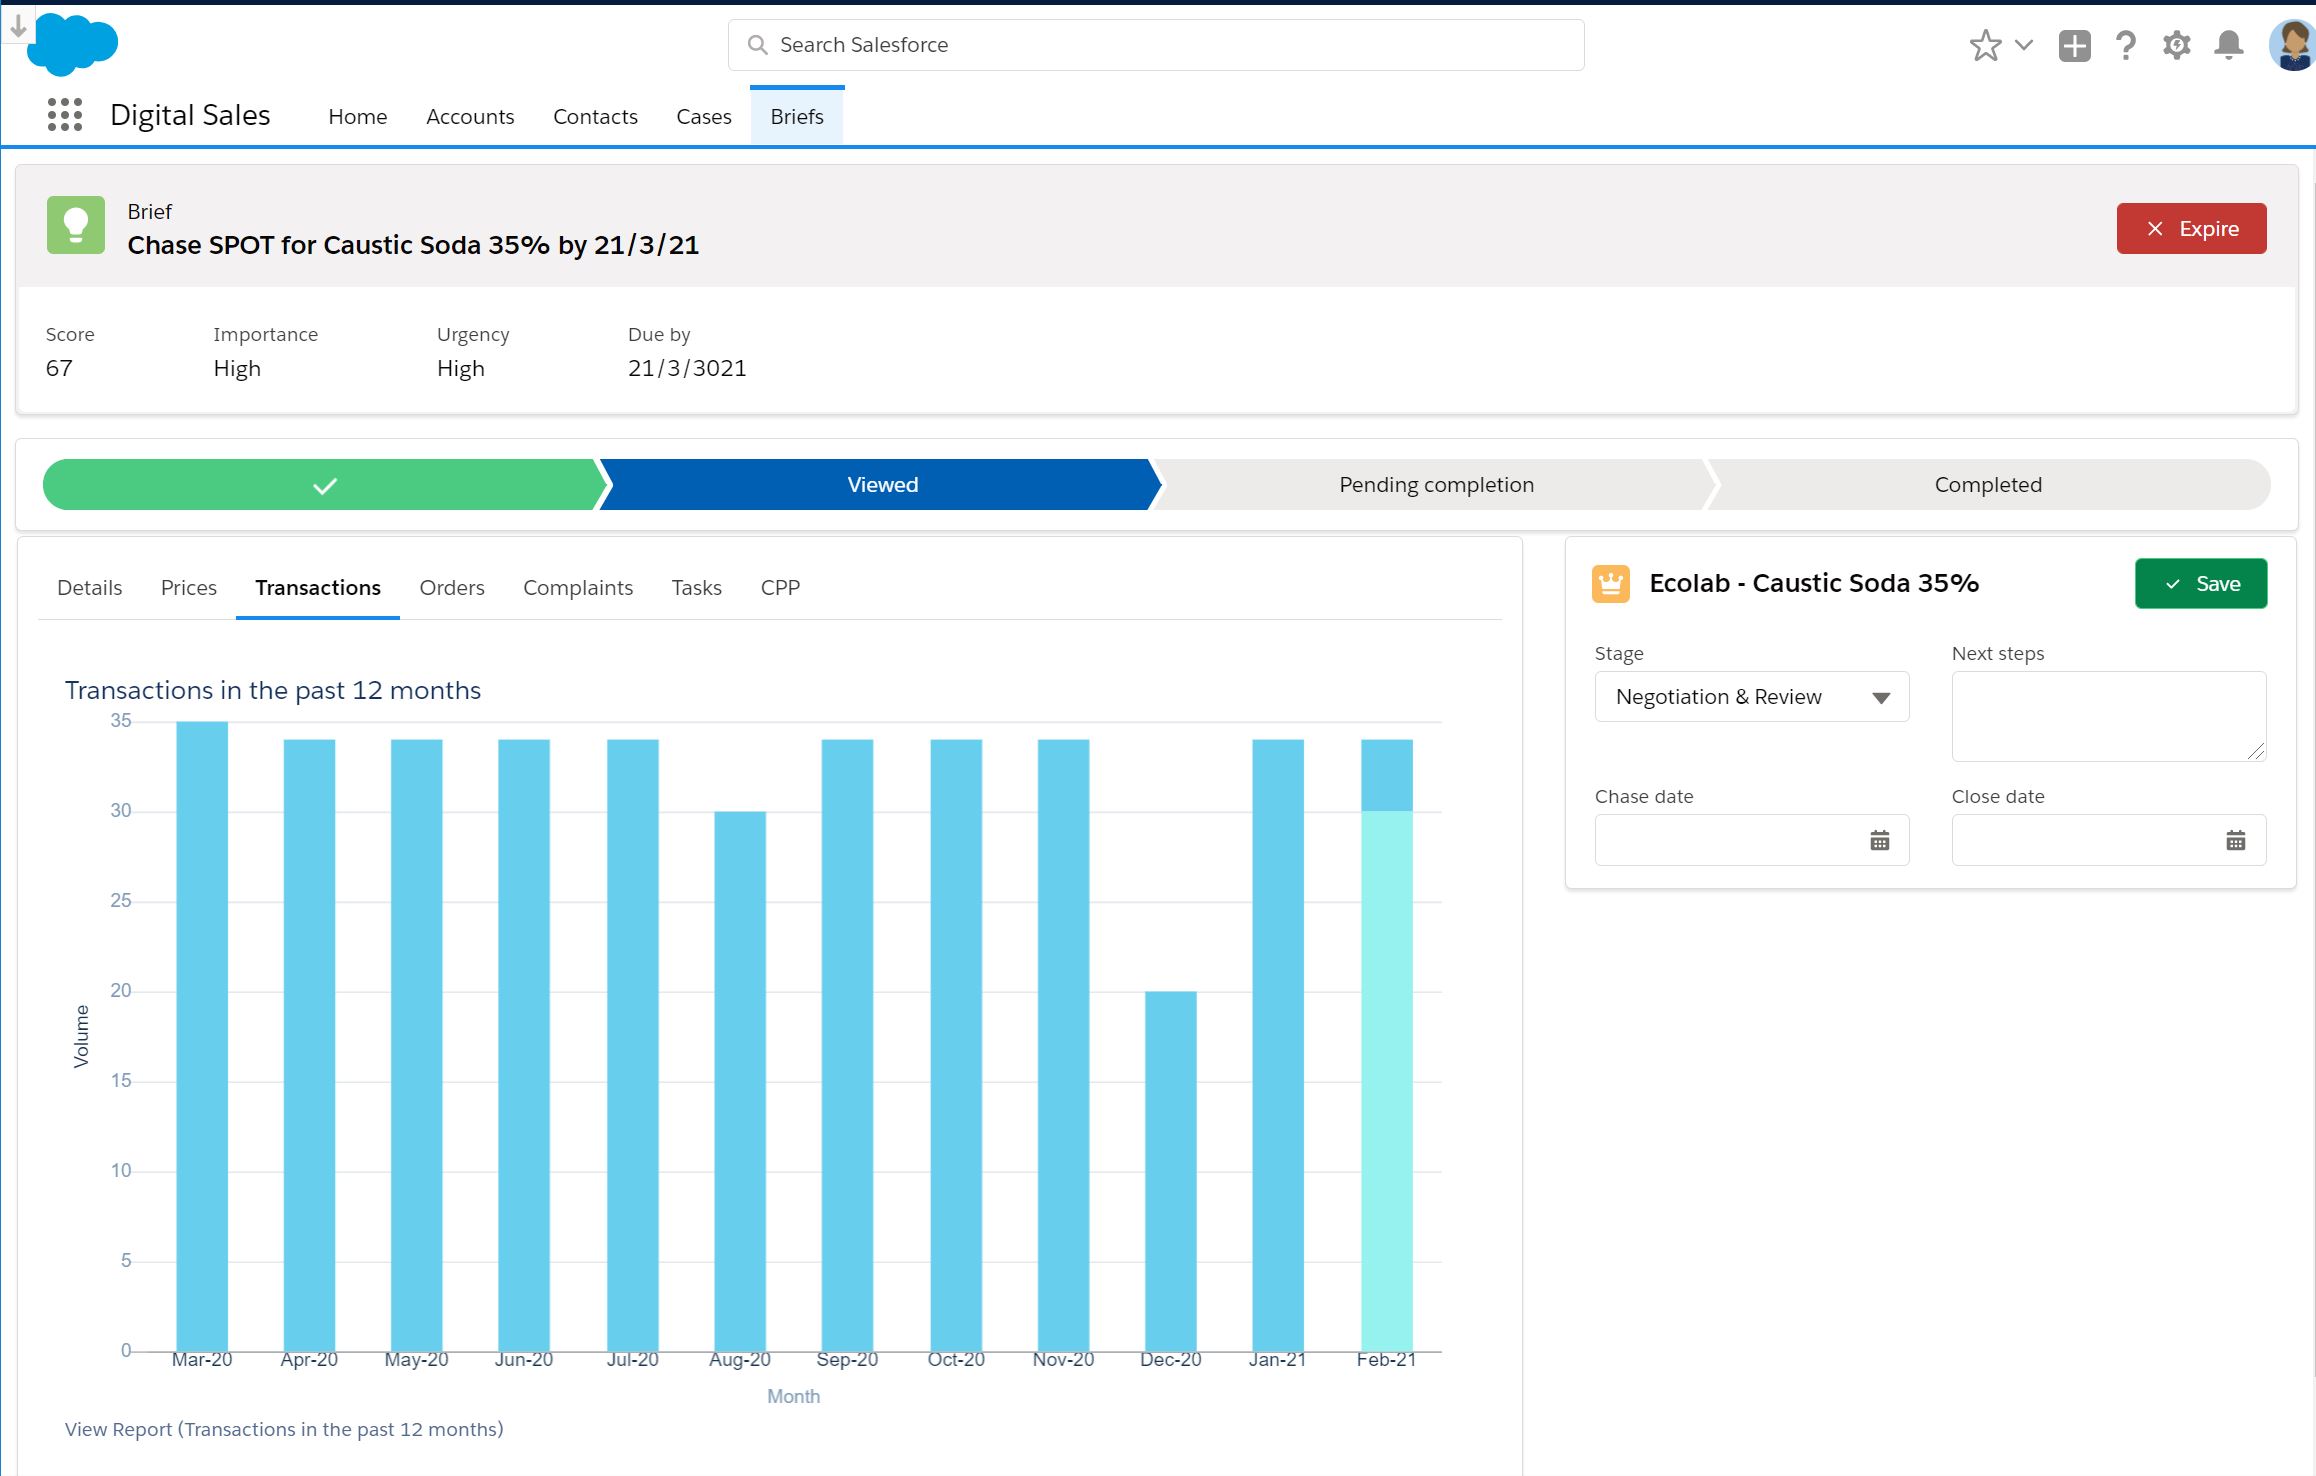 Search Salesforce
Digital Sales Home Accounts Contacts Cases Briefs
Brief
Chase SPOT for Caustic Soda 35% by 21/3/21
Expire
Score Importance Urgency Due by
67 High High 21/3/3021
Viewed Pending completion Completed
Details Prices Transactions Orders Complaints Tasks CPP
Transactions in the past 12 months
35
30
25
20
15
10
5
0
Volume
Mar-20 Apr-20 May-20 Jun-20 Jul-20 Aug-20 Sep-20 Oct-20 Nov-20 Dec-20 Jan-21 Feb-21
Month
View Report (Transactions in the past 12 months)
Ecolab - Caustic Soda 35%
Save
Stage Next steps
Negotiation & Review
Chase date Close date